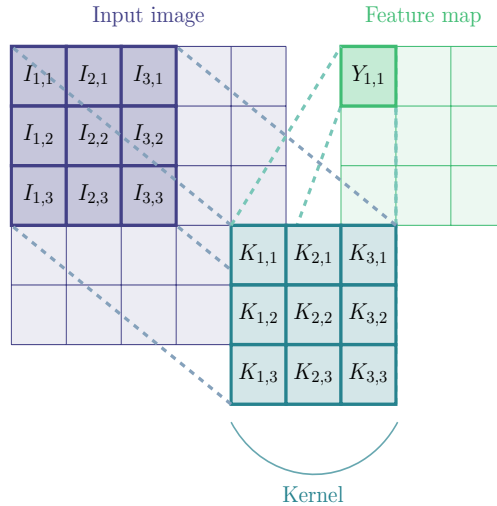 Input image
Feature map
I1,1 I2,1 I3,1
Y1,1
I1,2 I2,2 I3,2
I1,3 I2,3 I3,3
K1,1 K2,1 K3,1
K1,2 K2,2 K3,2
K1,3 K2,3 K3,3
Kernel